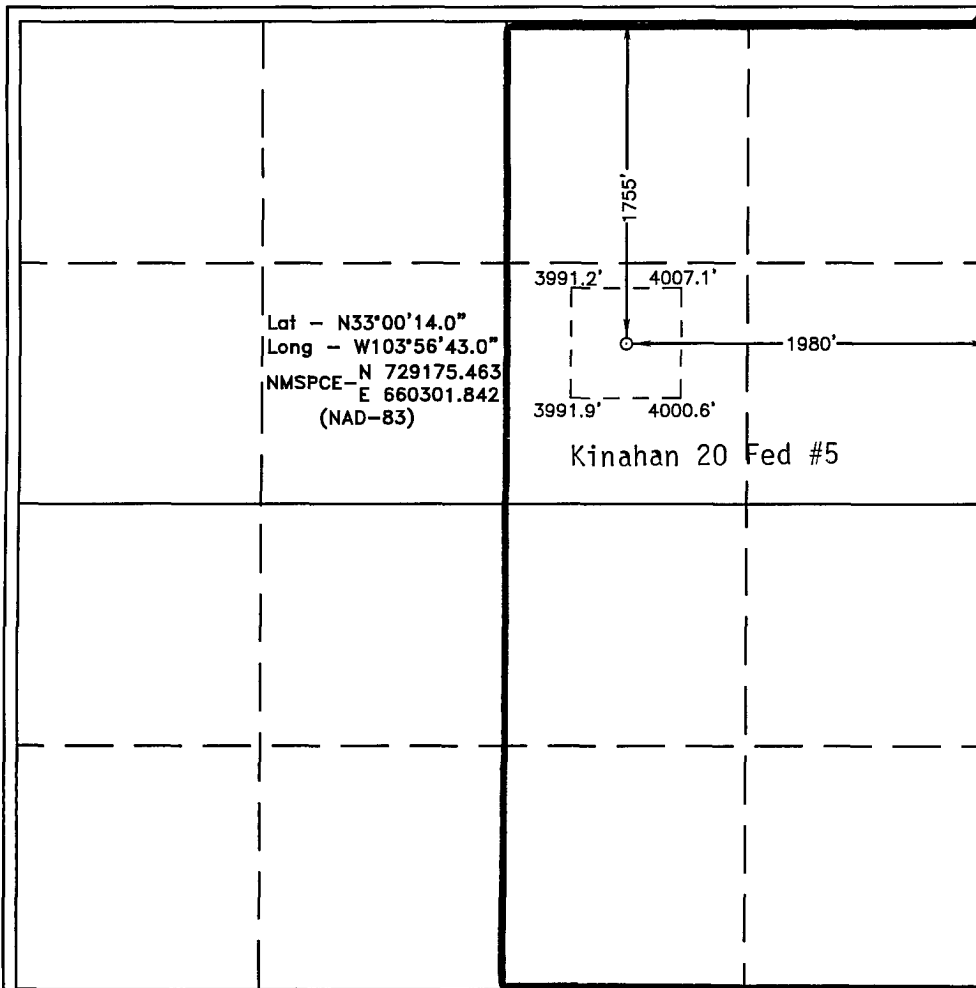 1755'
3991.2' 4007.1'
Lat - N33°00'14.0"
Long - W103°56'43.0"
1980'
NMSPCE- N 729175.463
E 660301.842
(NAD-83)
3991.9' 4000.6'
Kinahan 20 Fed #5